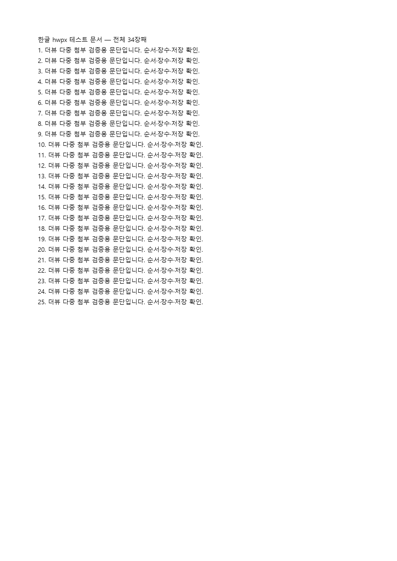 한글 hwpx 테스트 문서 — 전체 34장째
1. 더뷰 다중 첨부 검증용 문단입니다. 순서·장수·저장 확인.
2. 더뷰 다중 첨부 검증용 문단입니다. 순서·장수·저장 확인.
3. 더뷰 다중 첨부 검증용 문단입니다. 순서·장수·저장 확인.
4. 더뷰 다중 첨부 검증용 문단입니다. 순서·장수·저장 확인.
5. 더뷰 다중 첨부 검증용 문단입니다. 순서·장수·저장 확인.
6. 더뷰 다중 첨부 검증용 문단입니다. 순서·장수·저장 확인.
7. 더뷰 다중 첨부 검증용 문단입니다. 순서·장수·저장 확인.
8. 더뷰 다중 첨부 검증용 문단입니다. 순서·장수·저장 확인.
9. 더뷰 다중 첨부 검증용 문단입니다. 순서·장수·저장 확인.
10. 더뷰 다중 첨부 검증용 문단입니다. 순서·장수·저장 확인.
11. 더뷰 다중 첨부 검증용 문단입니다. 순서·장수·저장 확인.
12. 더뷰 다중 첨부 검증용 문단입니다. 순서·장수·저장 확인.
13. 더뷰 다중 첨부 검증용 문단입니다. 순서·장수·저장 확인.
14. 더뷰 다중 첨부 검증용 문단입니다. 순서·장수·저장 확인.
15. 더뷰 다중 첨부 검증용 문단입니다. 순서·장수·저장 확인.
16. 더뷰 다중 첨부 검증용 문단입니다. 순서·장수·저장 확인.
17. 더뷰 다중 첨부 검증용 문단입니다. 순서·장수·저장 확인.
18. 더뷰 다중 첨부 검증용 문단입니다. 순서·장수·저장 확인.
19. 더뷰 다중 첨부 검증용 문단입니다. 순서·장수·저장 확인.
20. 더뷰 다중 첨부 검증용 문단입니다. 순서·장수·저장 확인.
21. 더뷰 다중 첨부 검증용 문단입니다. 순서·장수·저장 확인.
22. 더뷰 다중 첨부 검증용 문단입니다. 순서·장수·저장 확인.
23. 더뷰 다중 첨부 검증용 문단입니다. 순서·장수·저장 확인.
24. 더뷰 다중 첨부 검증용 문단입니다. 순서·장수·저장 확인.
25. 더뷰 다중 첨부 검증용 문단입니다. 순서·장수·저장 확인.